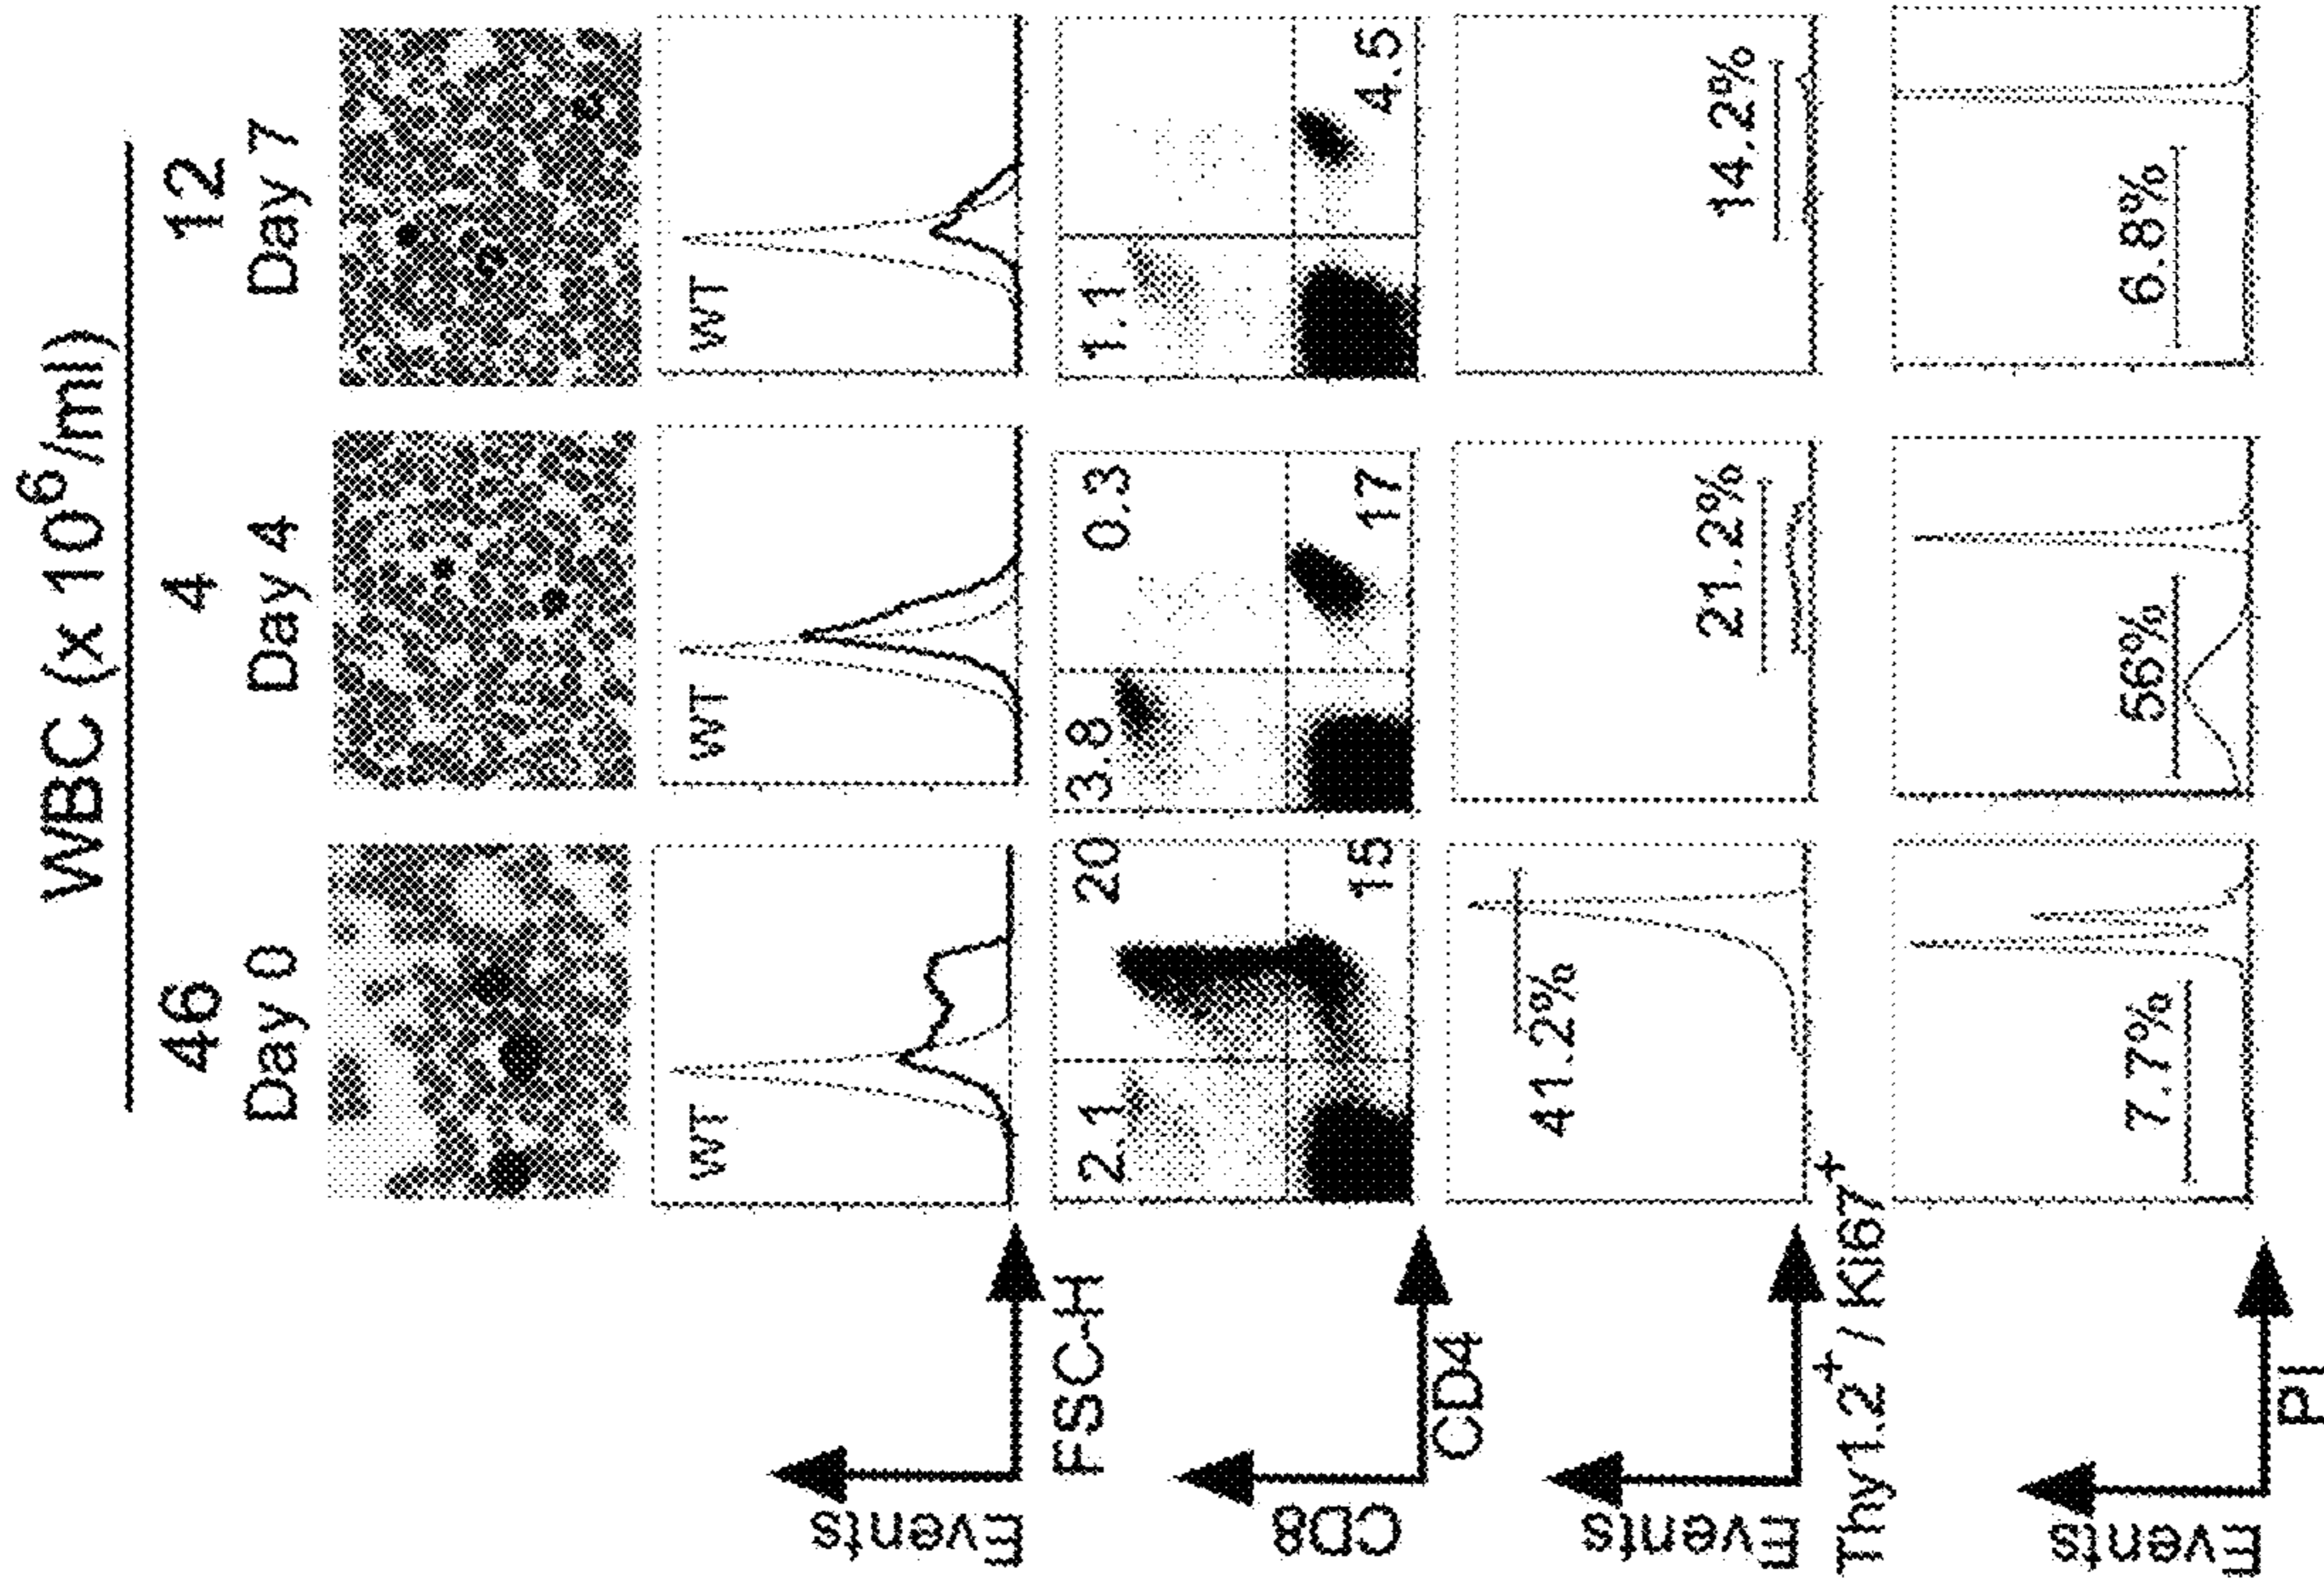 WBC (x 10⁶/ml)
46 4 12
Day 0 Day 4 Day 7
WT WT WT
Events
FSC-H
2.1 20 3.8 0.3 1.1
15 17 4.5
CD8
CD4
41.2% 21.2% 14.2%
Events
Thy1.2⁺ / Ki67⁺
7.7% 56% 6.8%
Events
PI